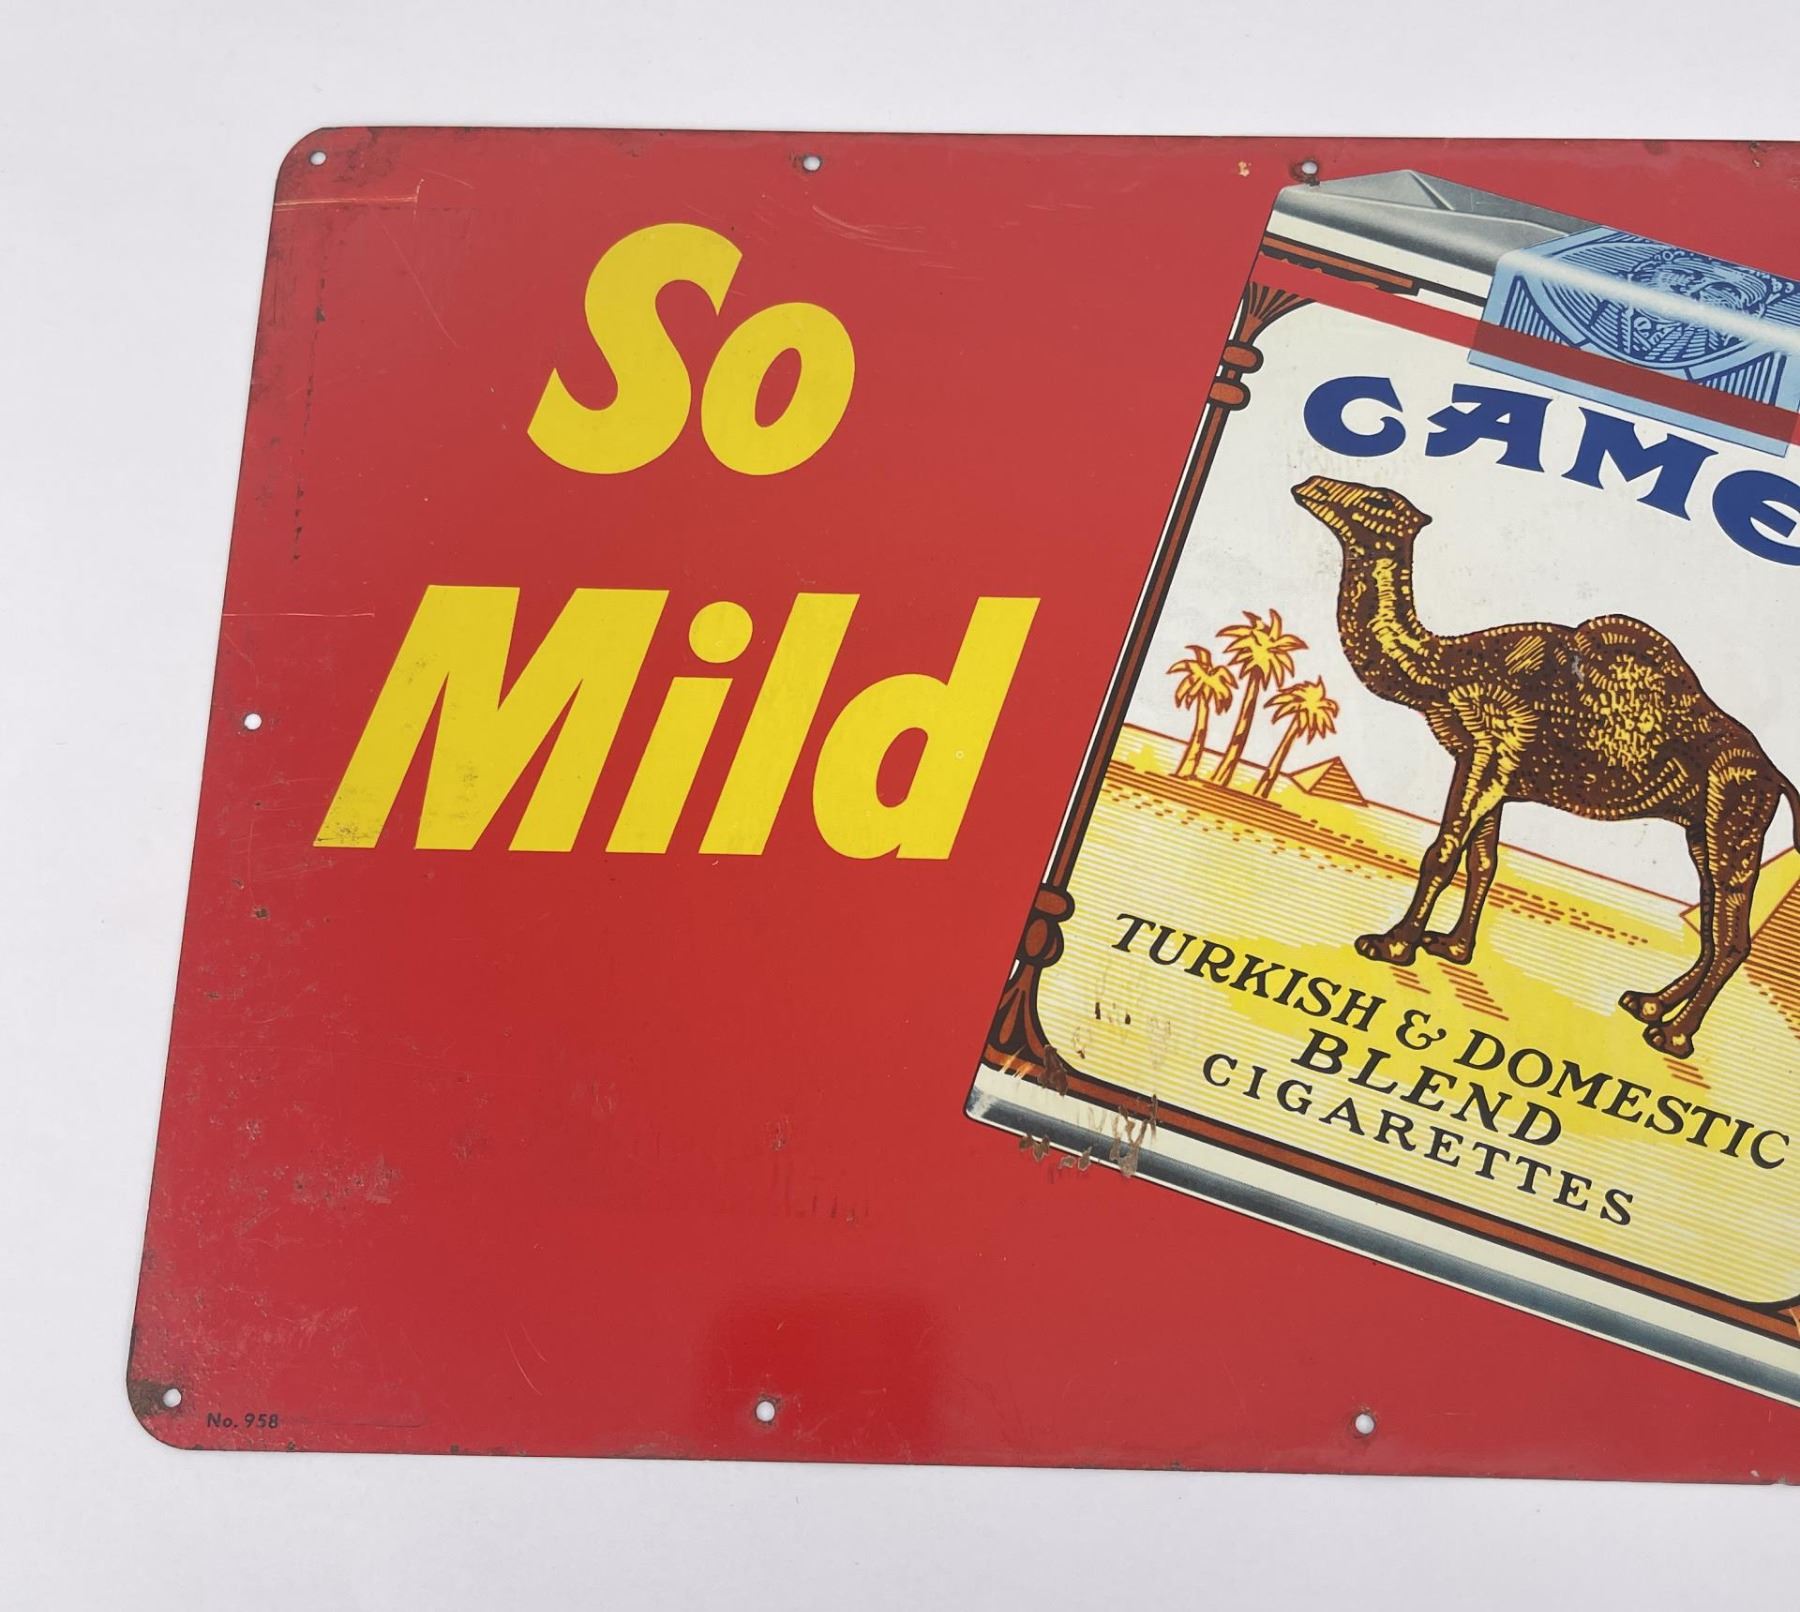 So
Mild
CAME
TURKISH & DOMESTIC
BLEND
CIGARETTES
No. 958